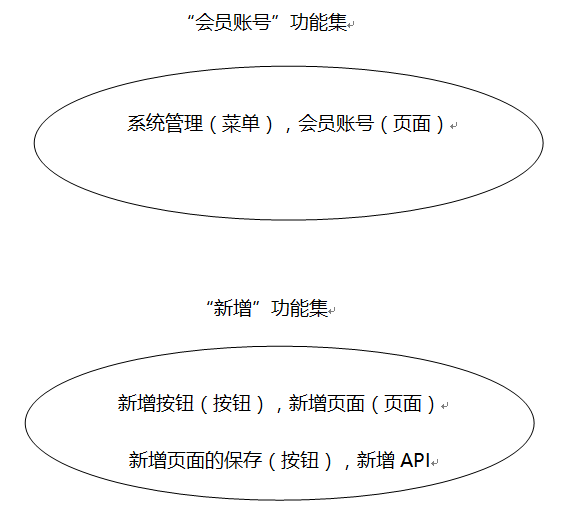 “会员账号”功能集
系统管理（菜单），会员账号（页面）
“新增”功能集
新增按钮（按钮），新增页面（页面）
新增页面的保存（按钮），新增 API